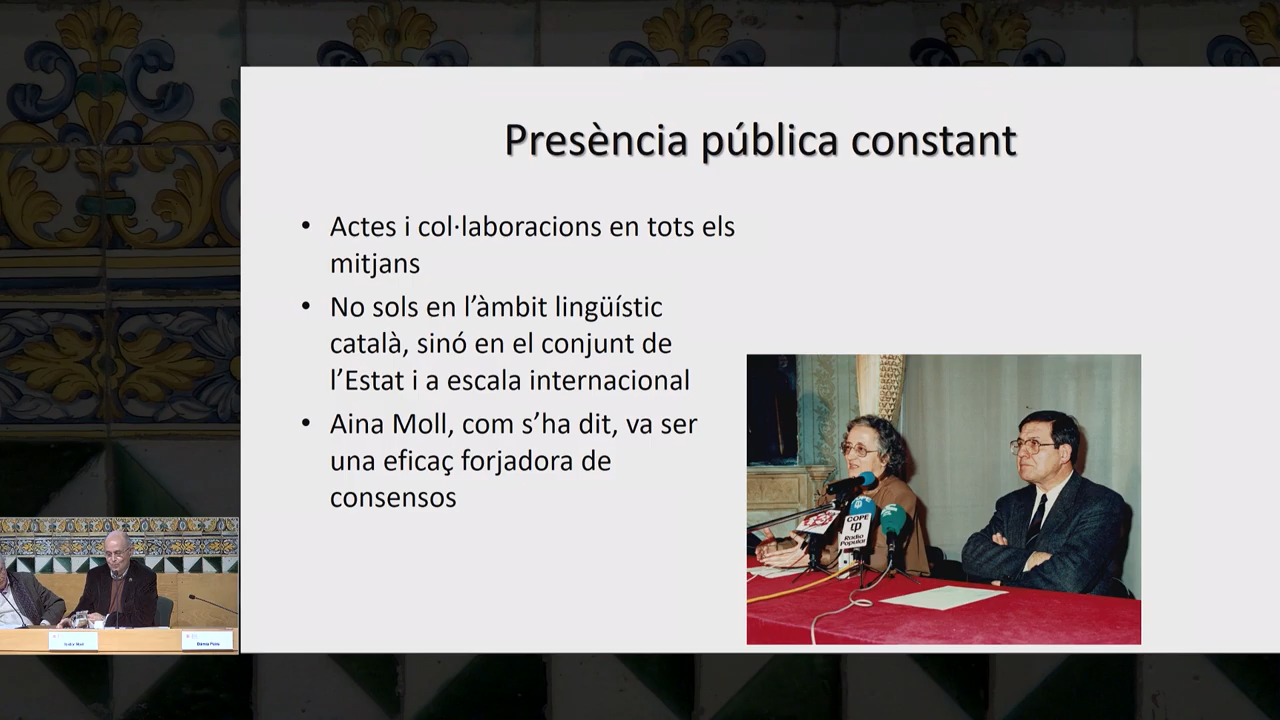 Presència pública constant
• Actes i col·laboracions en tots els
mitjans
• No sols en l’àmbit lingüístic
català, sinó en el conjunt de
l’Estat i a escala internacional
• Aina Moll, com s’ha dit, va ser
una eficaç forjadora de
consensos
COPE
Radio
Popular